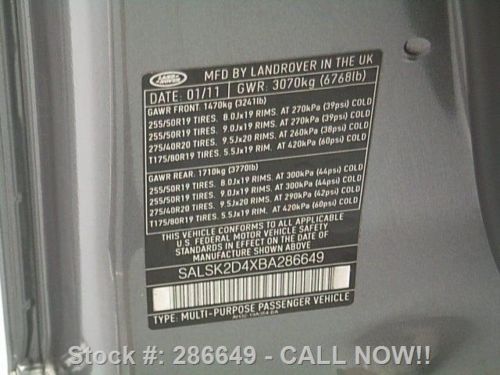 LAND ROVER
MFD BY LANDROVER IN THE UK
DATE: 01/11 GWR: 3070kg (6768lb)
GAWR FRONT. 1470kg (3241lb)
255/50R19 TIRES. 8.0Jx19 RIMS. AT 270kPa (39psi) COLD
255/50R19 TIRES. 9.0Jx19 RIMS. AT 270kPa (39psi) COLD
275/40R20 TIRES. 9.5Jx20 RIMS. AT 260kPa (38psi) COLD
T175/80R19 TIRES. 5.5Jx19 RIM. AT 420kPa (60psi) COLD
GAWR REAR. 1710kg (3770lb)
255/50R19 TIRES. 8.0Jx19 RIMS. AT 300kPa (44psi) COLD
255/50R19 TIRES. 9.0Jx19 RIMS. AT 300kPa (44psi) COLD
275/40R20 TIRES. 9.5Jx20 RIMS. AT 290kPa (42psi) COLD
T175/80R19 TIRES. 5.5Jx19 RIM. AT 420kPa (60psi) COLD
THIS VEHICLE CONFORMS TO ALL APPLICABLE
U.S. FEDERAL MOTOR VEHICLE SAFETY
STANDARDS IN EFFECT ON THE DATE OF
MANUFACTURE SHOWN ABOVE
SALSK2D4XBA286649
TYPE: MULTI-PURPOSE PASSENGER VEHICLE
Stock #: 286649 - CALL NOW!!